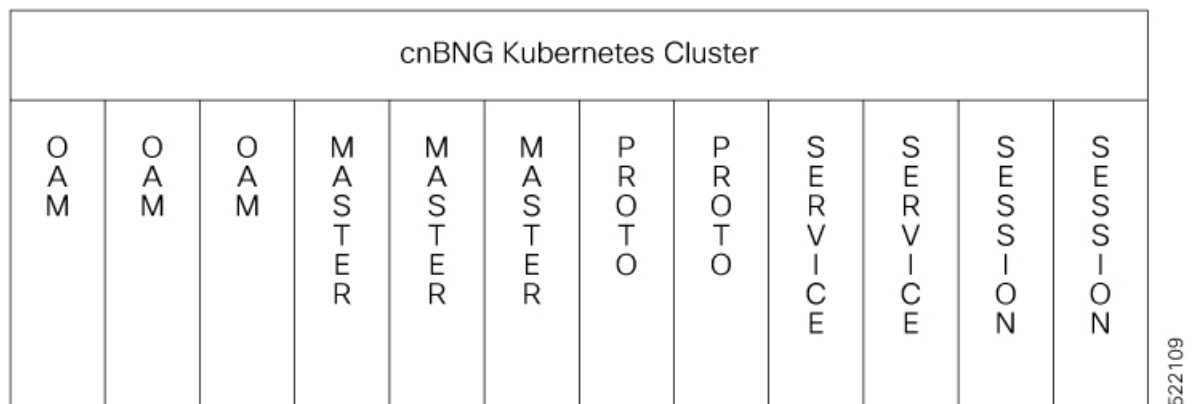 cnBNG Kubernetes Cluster
OAM
OAM
OAM
MASTER
MASTER
MASTER
PROTO
PROTO
SERVICE
SERVICE
SESSION
SESSION
522109